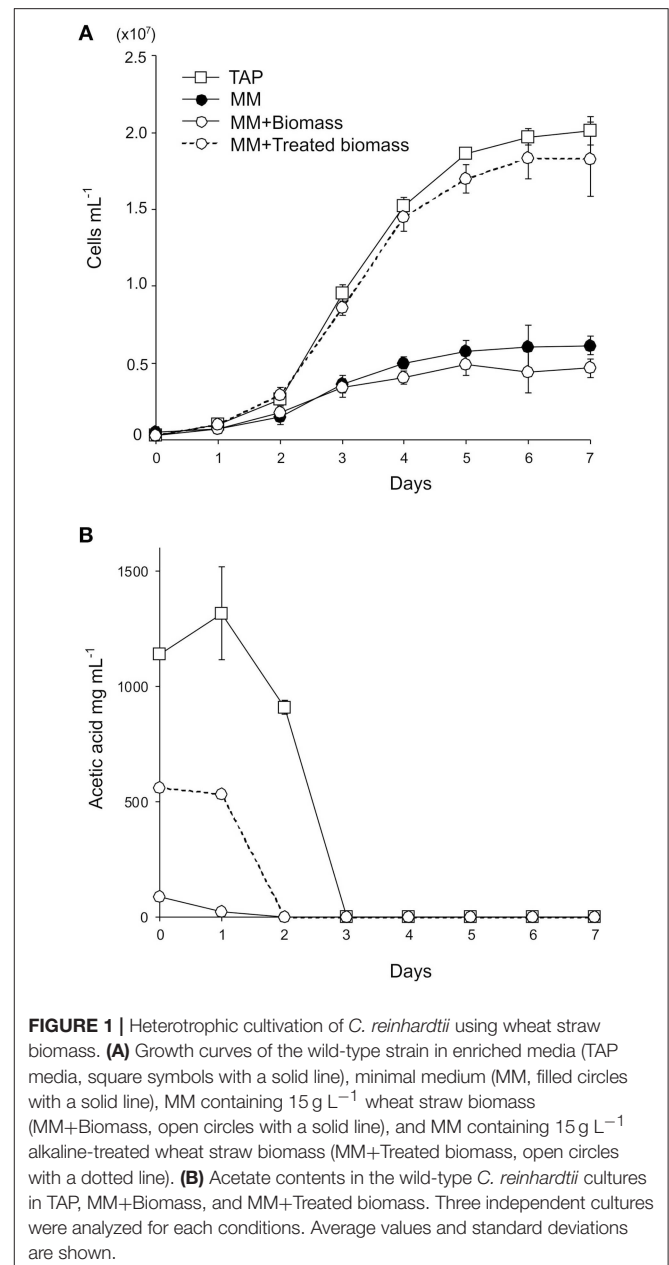 A (x10⁷)
2.5
2.0
1.5
1.0
0.5
0
Cells mL⁻¹
TAP
MM
MM+Biomass
MM+Treated biomass
0 1 2 3 4 5 6 7
Days
B
1500
1000
500
0
Acetic acid mg mL⁻¹
0 1 2 3 4 5 6 7
Days
FIGURE 1 | Heterotrophic cultivation of C. reinhardtii using wheat straw
biomass. (A) Growth curves of the wild-type strain in enriched media (TAP
media, square symbols with a solid line), minimal medium (MM, filled circles
with a solid line), MM containing 15 g L⁻¹ wheat straw biomass
(MM+Biomass, open circles with a solid line), and MM containing 15 g L⁻¹
alkaline-treated wheat straw biomass (MM+Treated biomass, open circles
with a dotted line). (B) Acetate contents in the wild-type C. reinhardtii cultures
in TAP, MM+Biomass, and MM+Treated biomass. Three independent cultures
were analyzed for each conditions. Average values and standard deviations
are shown.